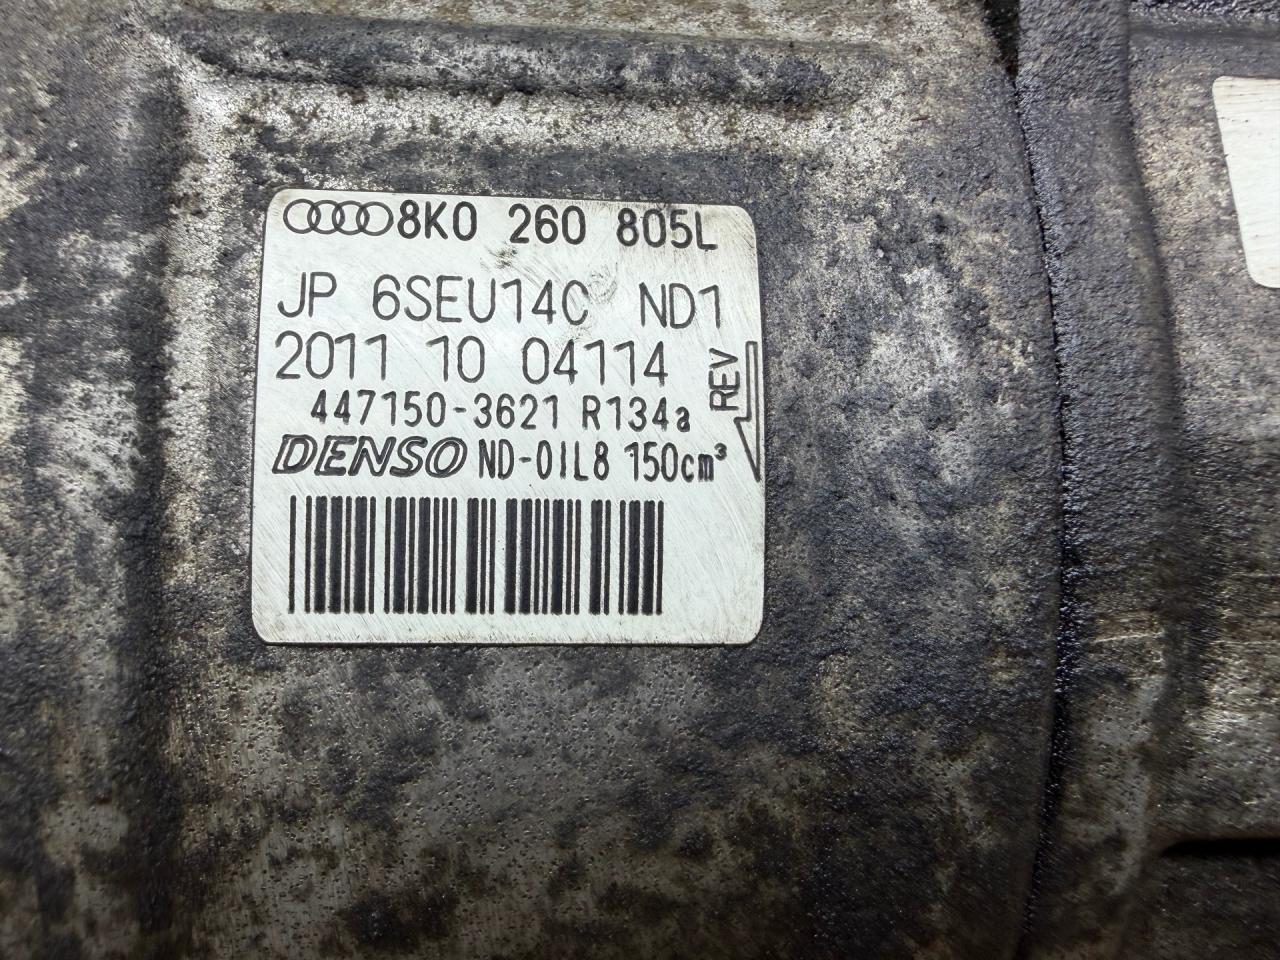 8K0 260 805L
JP 6SEU14C ND1
2011 10 04114
447150-3621 R134a
DENSO ND-OIL8 150cm³
REV